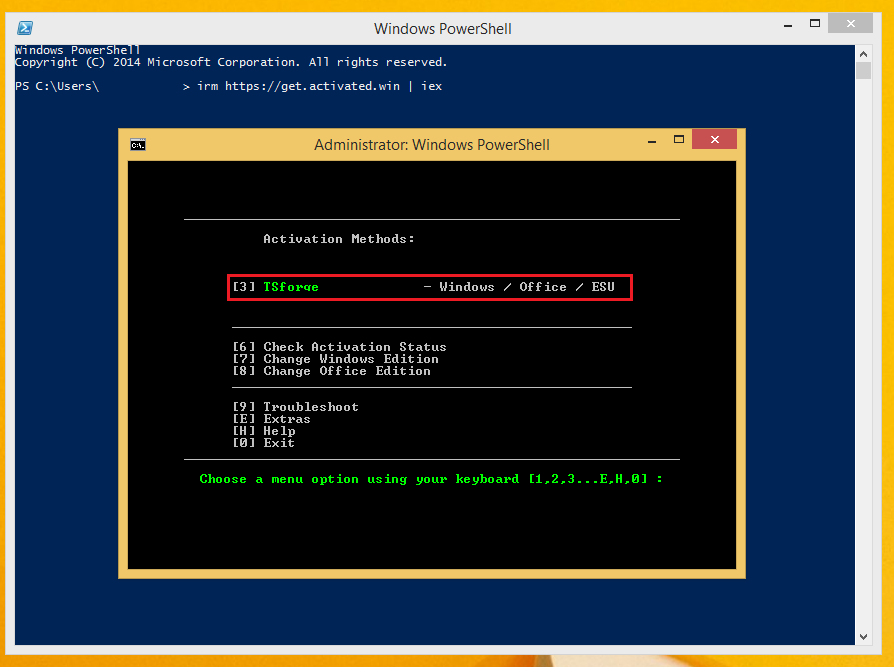 Windows PowerShell
Windows PowerShell
Copyright (C) 2014 Microsoft Corporation. All rights reserved.
PS C:\Users\ > irm https://get.activated.win | iex
Administrator: Windows PowerShell
Activation Methods:
[3] TSforge - Windows / Office / ESU
[6] Check Activation Status
[7] Change Windows Edition
[8] Change Office Edition
[9] Troubleshoot
[E] Extras
[H] Help
[0] Exit
Choose a menu option using your keyboard [1,2,3...E,H,0] :